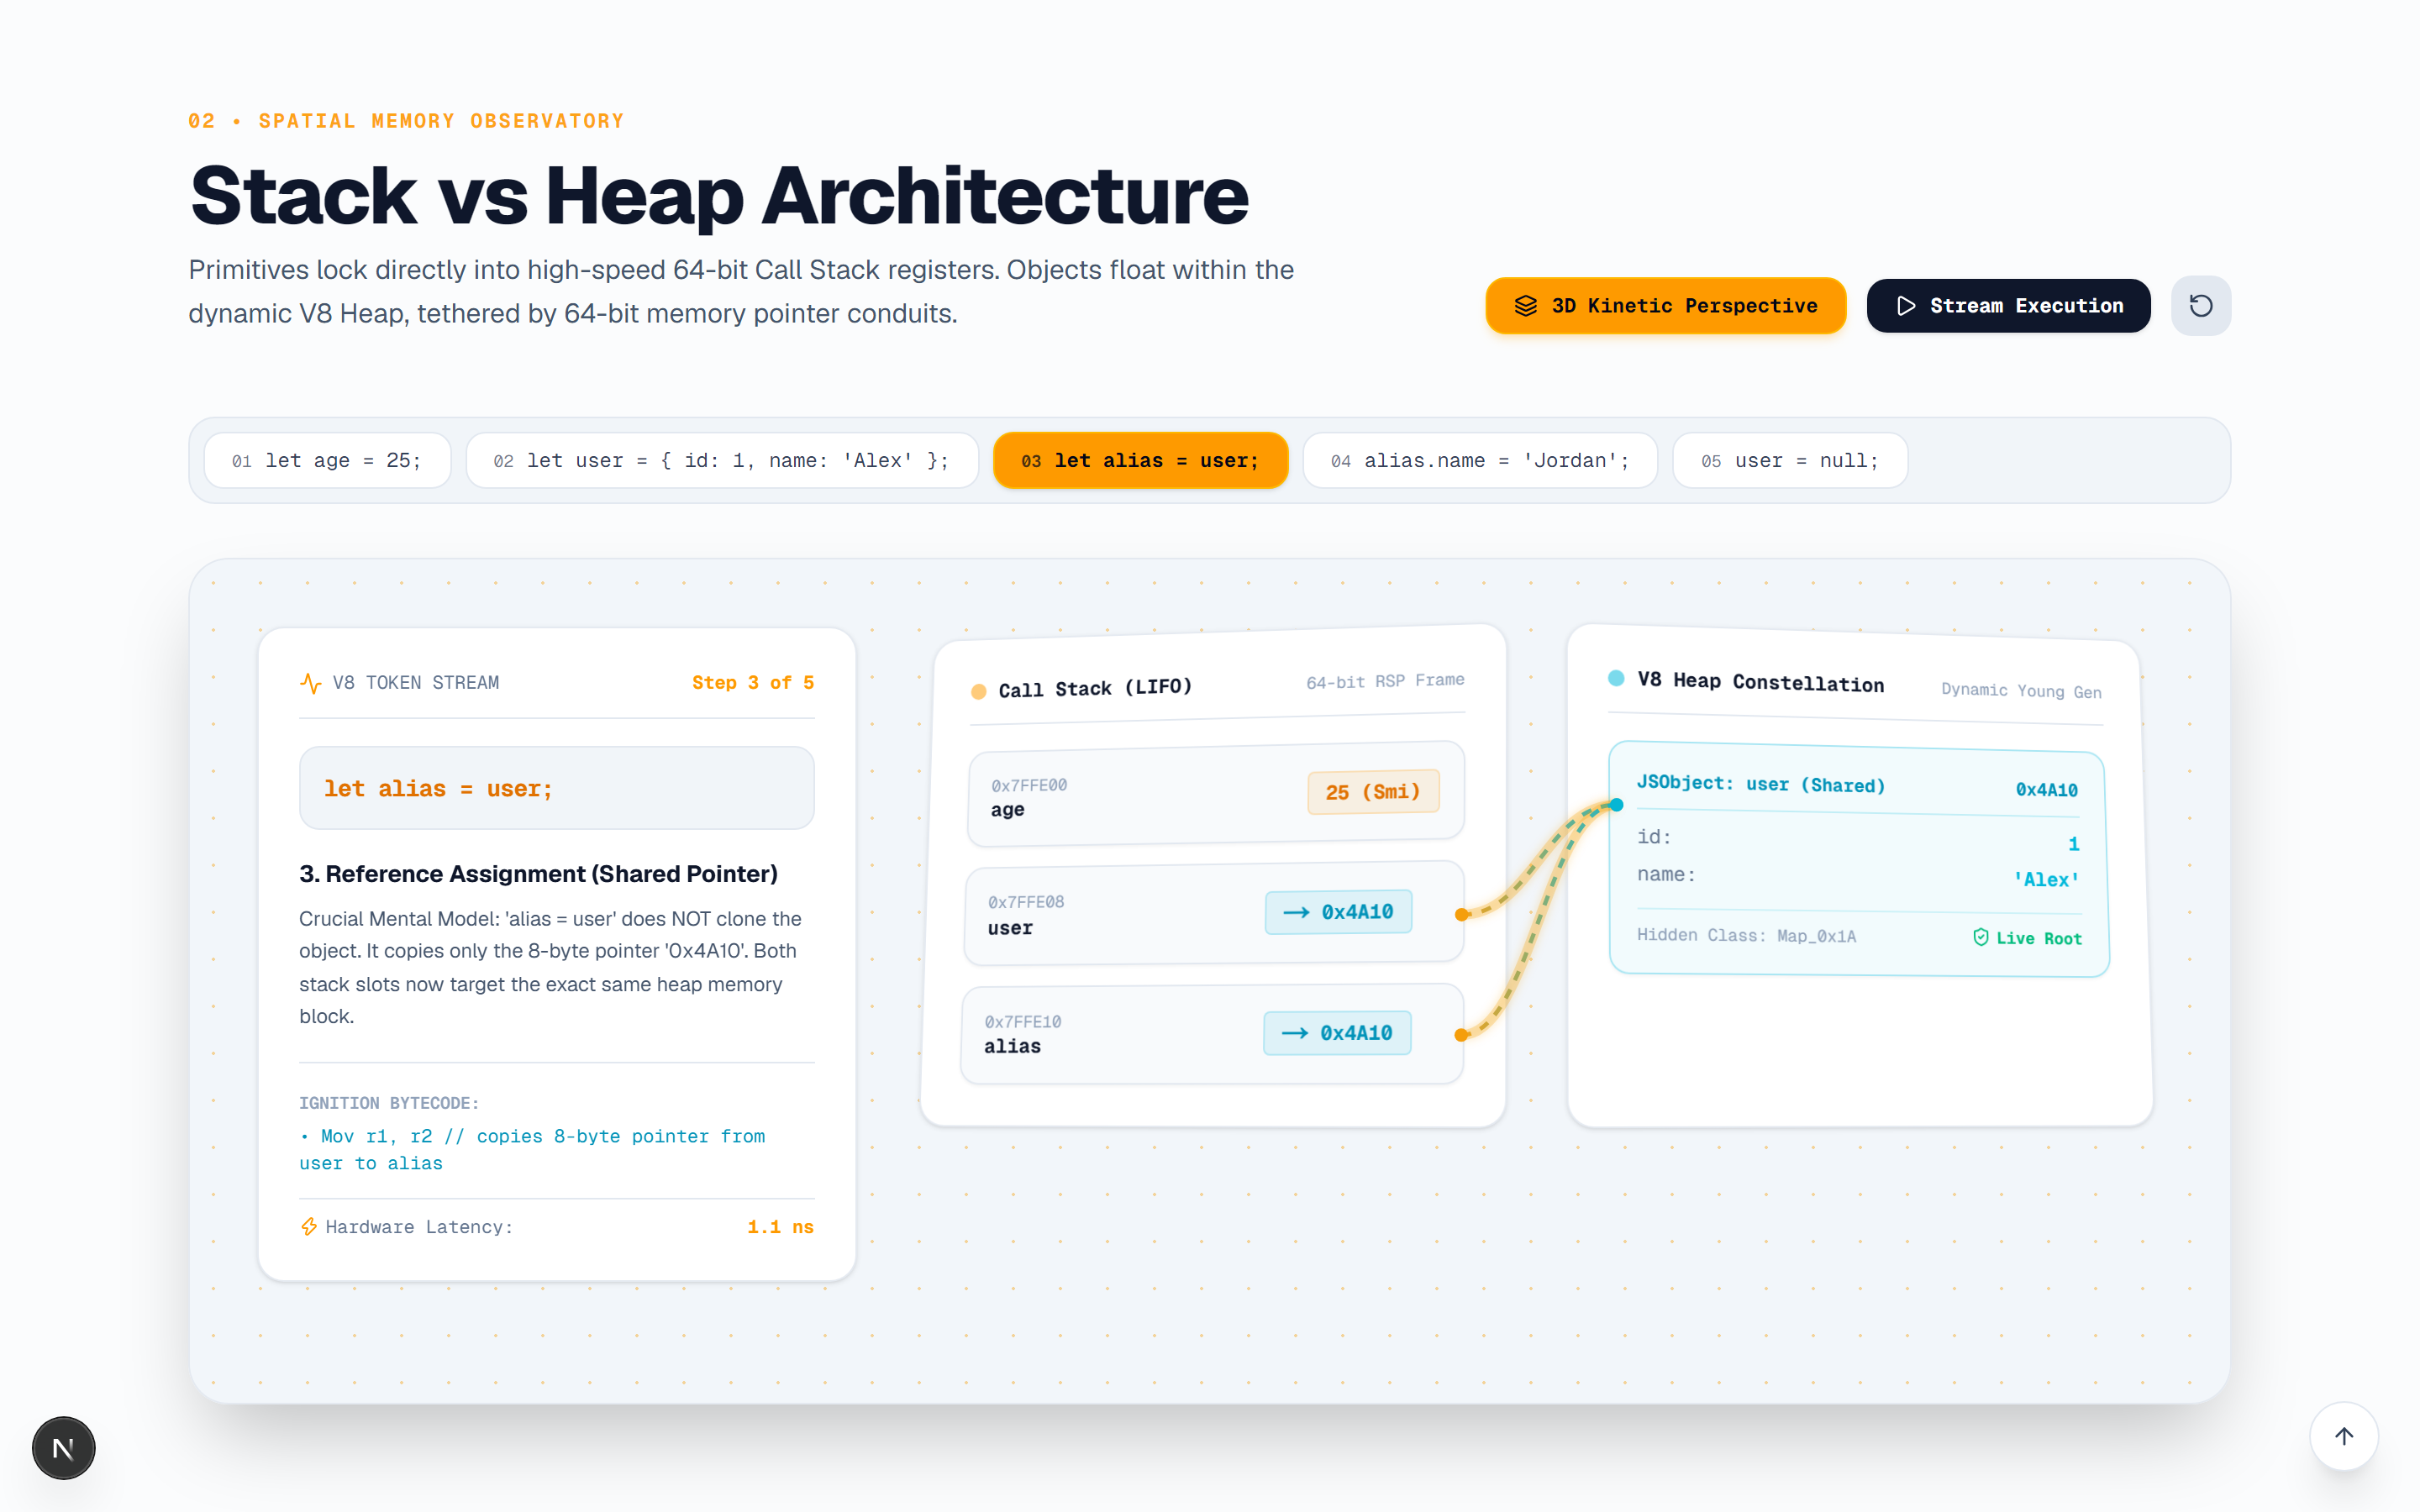 02 • SPATIAL MEMORY OBSERVATORY
Stack vs Heap Architecture
Primitives lock directly into high-speed 64-bit Call Stack registers. Objects float within the
dynamic V8 Heap, tethered by 64-bit memory pointer conduits.
3D Kinetic Perspective
Stream Execution
01 let age = 25;
02 let user = { id: 1, name: 'Alex' };
03 let alias = user;
04 alias.name = 'Jordan';
05 user = null;
V8 TOKEN STREAM
Step 3 of 5
let alias = user;
3. Reference Assignment (Shared Pointer)
Crucial Mental Model: 'alias = user' does NOT clone the
object. It copies only the 8-byte pointer '0x4A10'. Both
stack slots now target the exact same heap memory
block.
IGNITION BYTECODE:
• Mov r1, r2 // copies 8-byte pointer from
user to alias
Hardware Latency:
1.1 ns
Call Stack (LIFO)
64-bit RSP Frame
0x7FFE00
age
25 (Smi)
0x7FFE08
user
→ 0x4A10
0x7FFE10
alias
→ 0x4A10
V8 Heap Constellation
Dynamic Young Gen
JSObject: user (Shared)
0x4A10
id:
1
name:
'Alex'
Hidden Class: Map_0x1A
Live Root
N